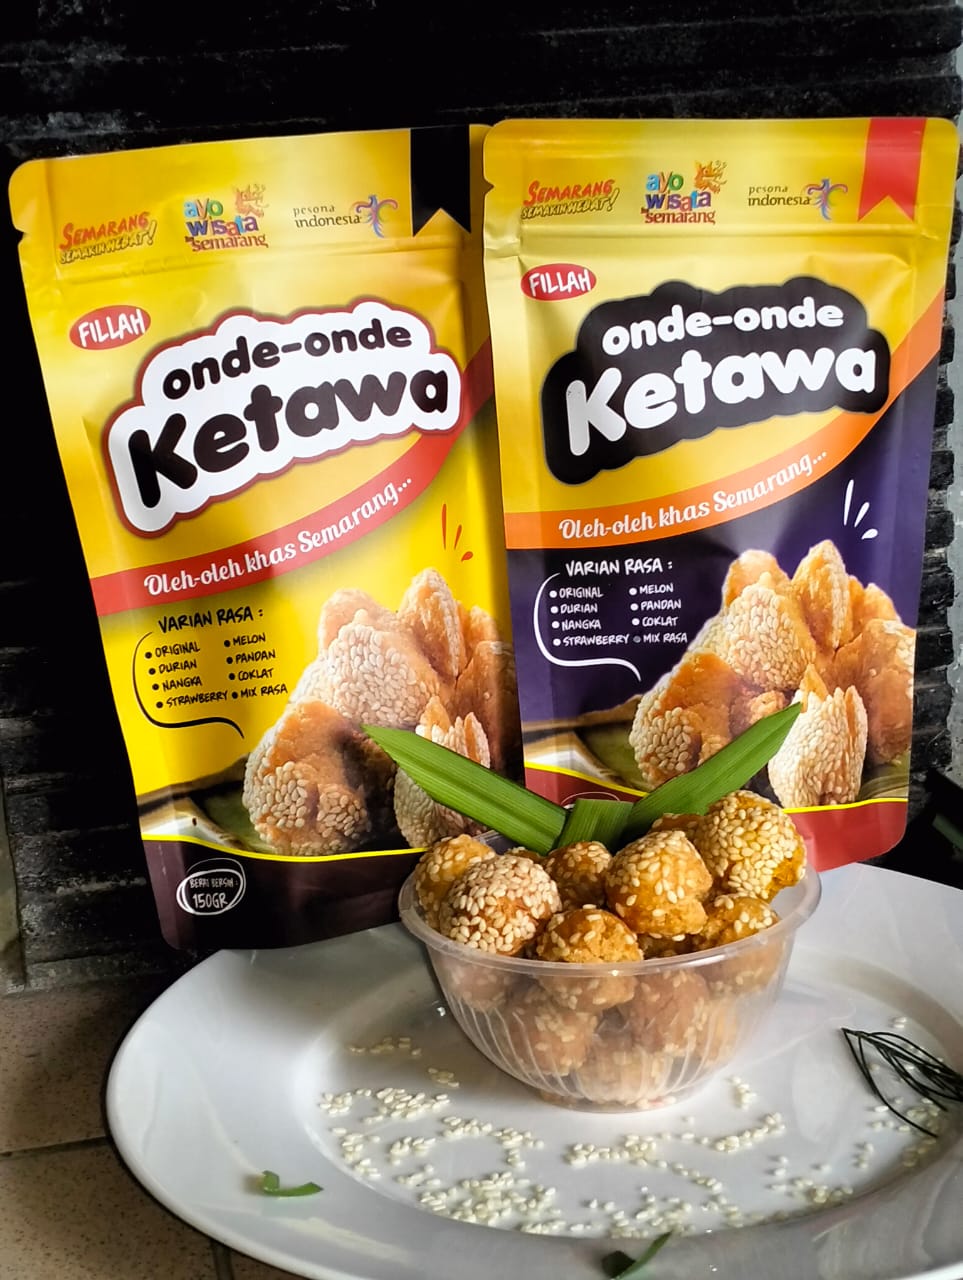 SEMARANG
SEMAKIN HEBAT!
ayo
wisata
ke semarang
pesona
indonesia
FILLAH
onde-onde
Ketawa
Oleh-oleh khas Semarang...
VARIAN RASA :
• ORIGINAL
• DURIAN
• NANGKA
• STRAWBERRY
• MELON
• PANDAN
• COKLAT
• MIX RASA
BERAT BERSIH :
150GR
SEMARANG
SEMAKIN HEBAT!
ayo
wisata
ke semarang
pesona
indonesia
FILLAH
onde-onde
Ketawa
Oleh-oleh khas Semarang...
VARIAN RASA :
• ORIGINAL
• DURIAN
• NANGKA
• STRAWBERRY
• MELON
• PANDAN
• COKLAT
• MIX RASA